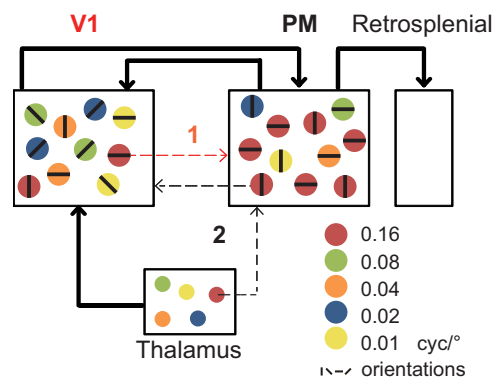 V1 PM Retrosplenial
1
2
Thalamus
0.16
0.08
0.04
0.02
0.01 cyc/°
orientations